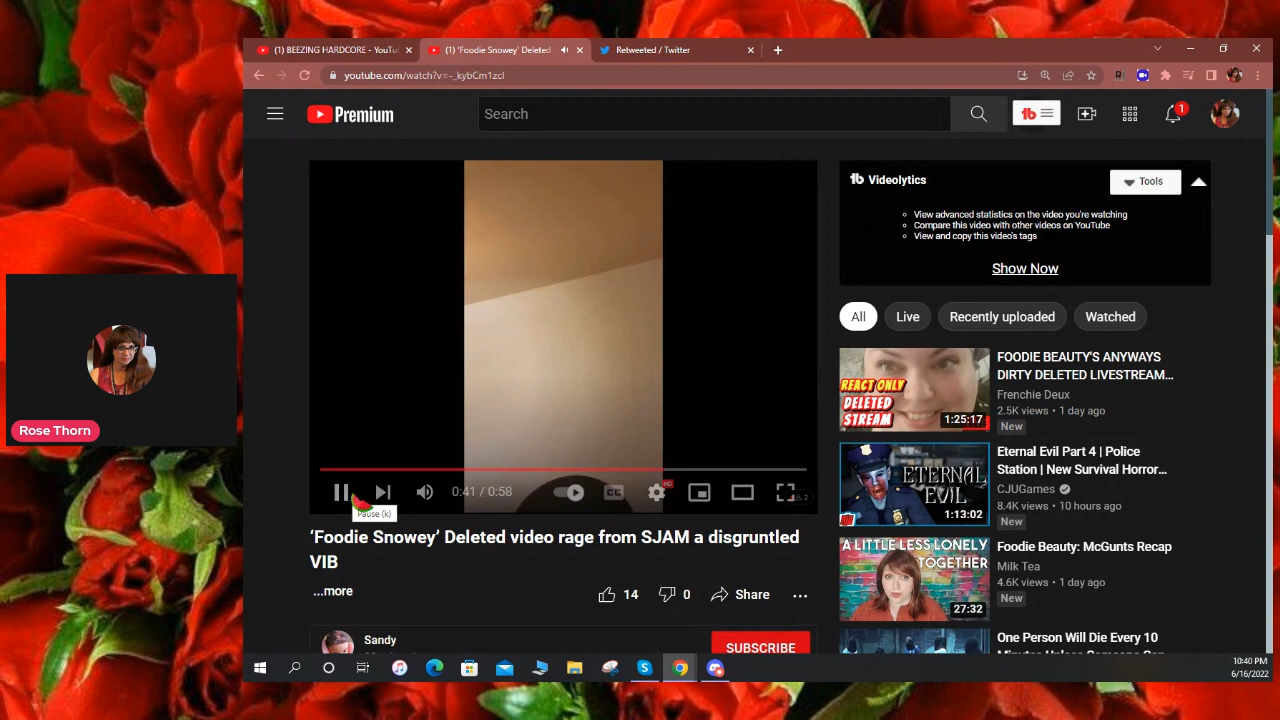 (1) BEEZING HARDCORE - YouTu
(1) 'Foodie Snowey' Deleted
Retweeted / Twitter
youtube.com/watch?v=-_kybCm1zcI
Premium
Search
1
Videolytics
Tools
View advanced statistics on the video you're watching
Compare this video with other videos on YouTube
View and copy this video's tags
Show Now
All
Live
Recently uploaded
Watched
REACT ONLY
DELETED
STREAM
1:25:17
FOODIE BEAUTY'S ANYWAYS
DIRTY DELETED LIVESTREAM...
Frenchie Deux
2.5K views • 1 day ago
New
ETERNAL
EVIL
1:13:02
Eternal Evil Part 4 | Police
Station | New Survival Horror...
CJUGames
8.4K views • 10 hours ago
New
A LITTLE LESS LONELY
TOGETHER
27:32
Foodie Beauty: McGunts Recap
Milk Tea
4.6K views • 1 day ago
New
One Person Will Die Every 10
0:41 / 0:58
CC
HD
Pause (k)
'Foodie Snowey' Deleted video rage from SJAM a disgruntled
VIB
...more
14
0
Share
Sandy
SUBSCRIBE
Rose Thorn
10:40 PM
6/16/2022